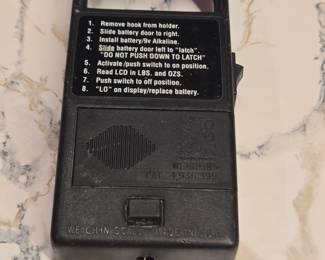 1. Remove hook from holder.
2. Slide battery door to right.
3. Install battery/9v Alkaline.
4. Slide battery door left to "latch".
"DO NOT PUSH DOWN TO LATCH"
5. Activate/push switch to on position.
6. Read LCD in LBS. and OZS.
7. Push switch to off position.
8. "LO" on display/replace battery.